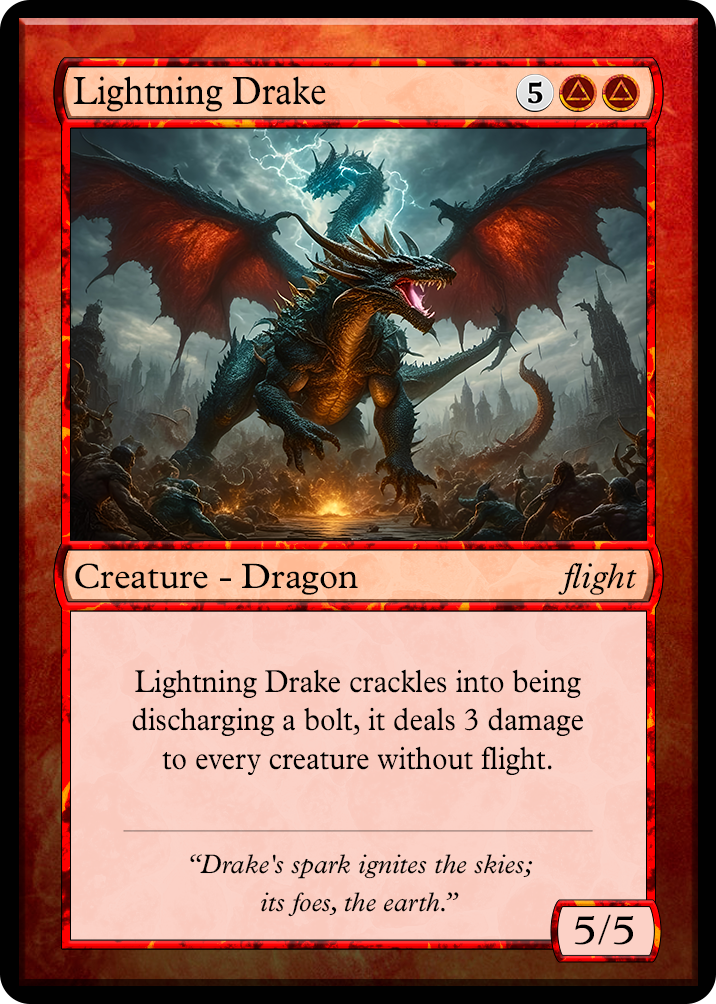 Lightning Drake 5
Creature - Dragon flight
Lightning Drake crackles into being
discharging a bolt, it deals 3 damage
to every creature without flight.
“Drake's spark ignites the skies;
its foes, the earth.”
5/5